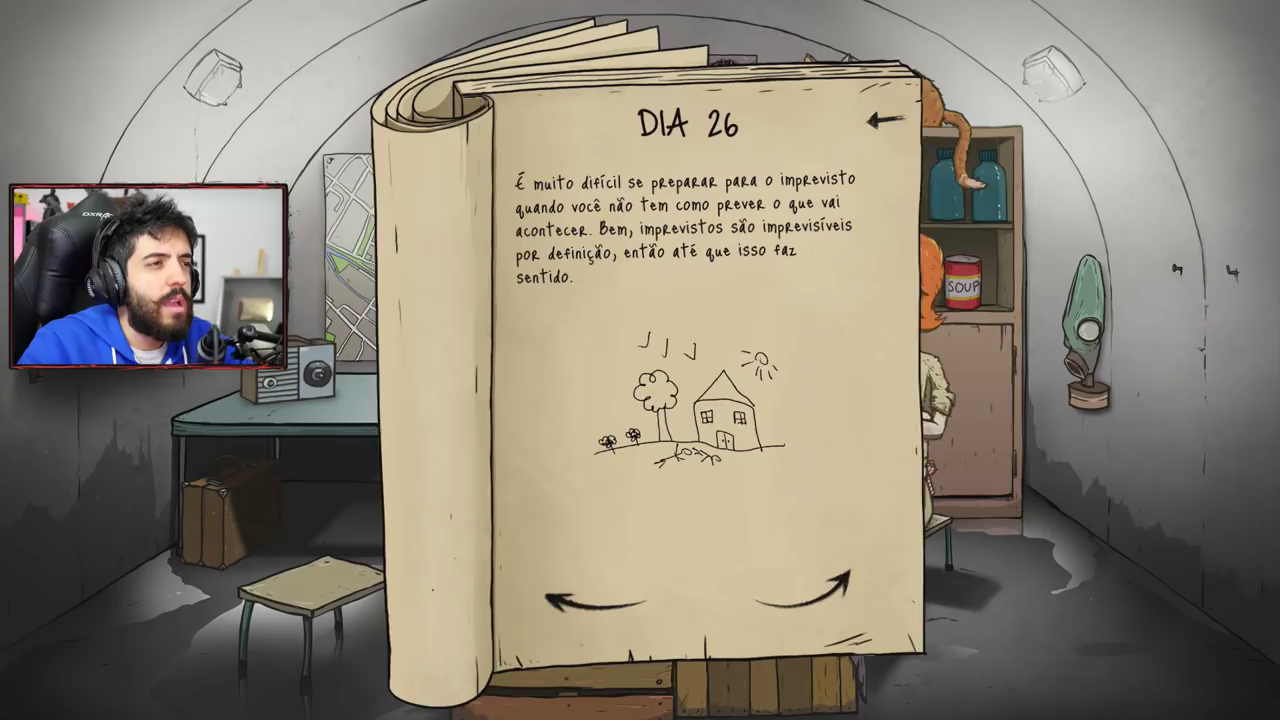 DIA 26
É muito difícil se preparar para o imprevisto
quando você não tem como prever o que vai
acontecer. Bem, imprevistos são imprevisíveis
por definição, então até que isso faz
sentido.
DXRACER
SOUP